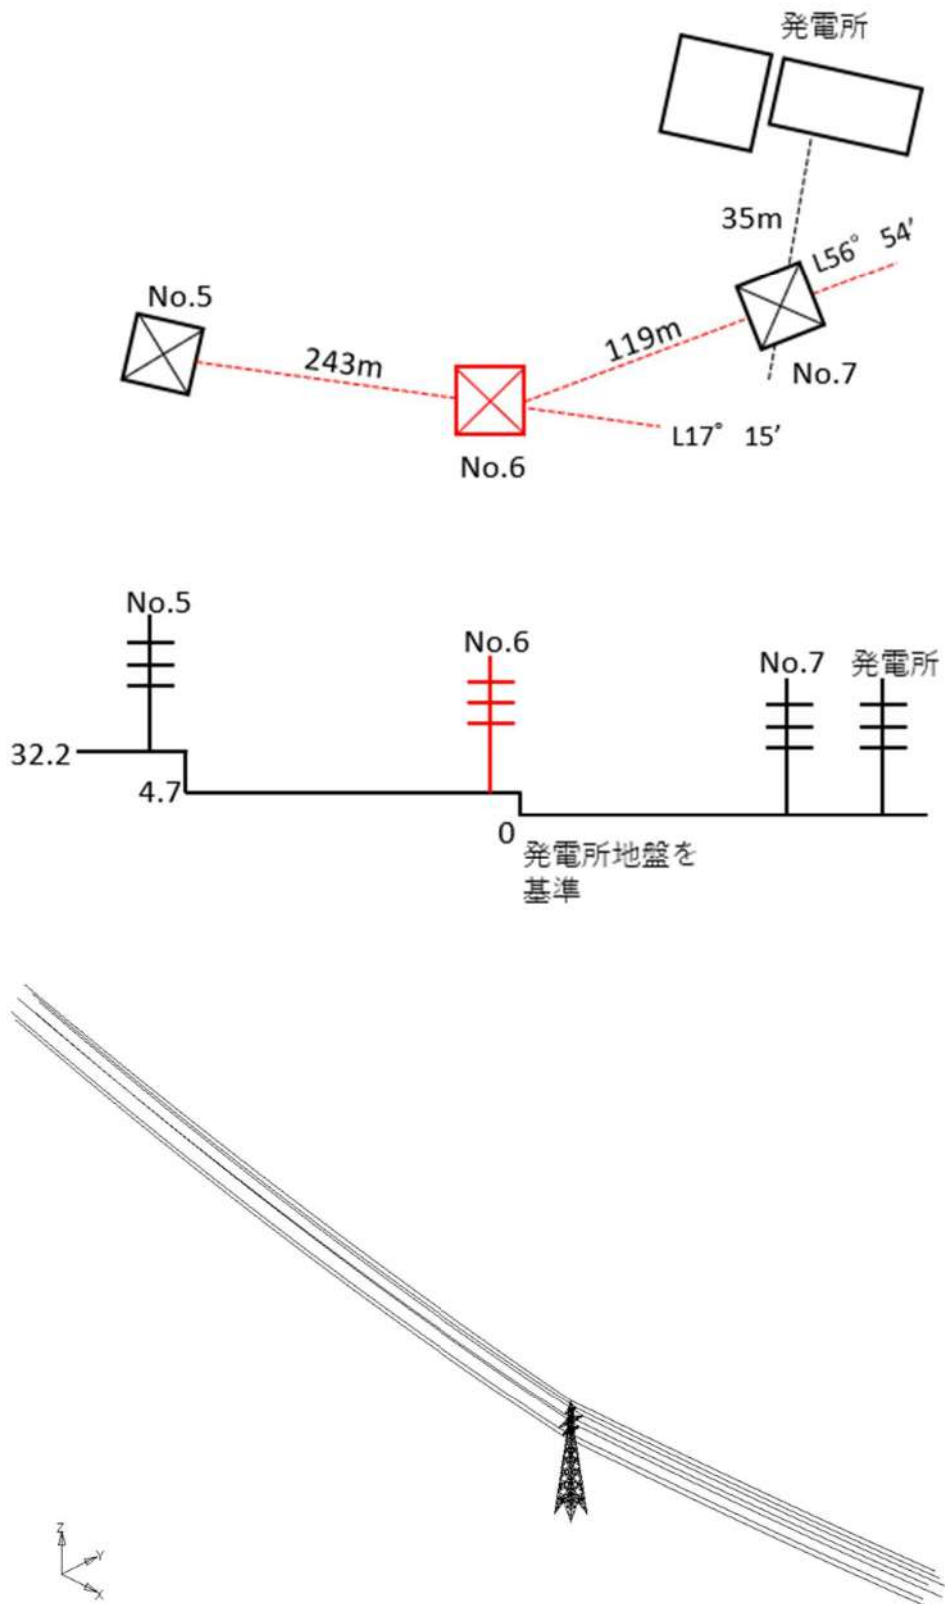 発電所
35m
L56° 54′
No.5
243m
119m
No.7
L17° 15′
No.6
No.5
No.6
No.7
発電所
32.2
4.7
0
発電所地盤を
基準
Z
Y
X